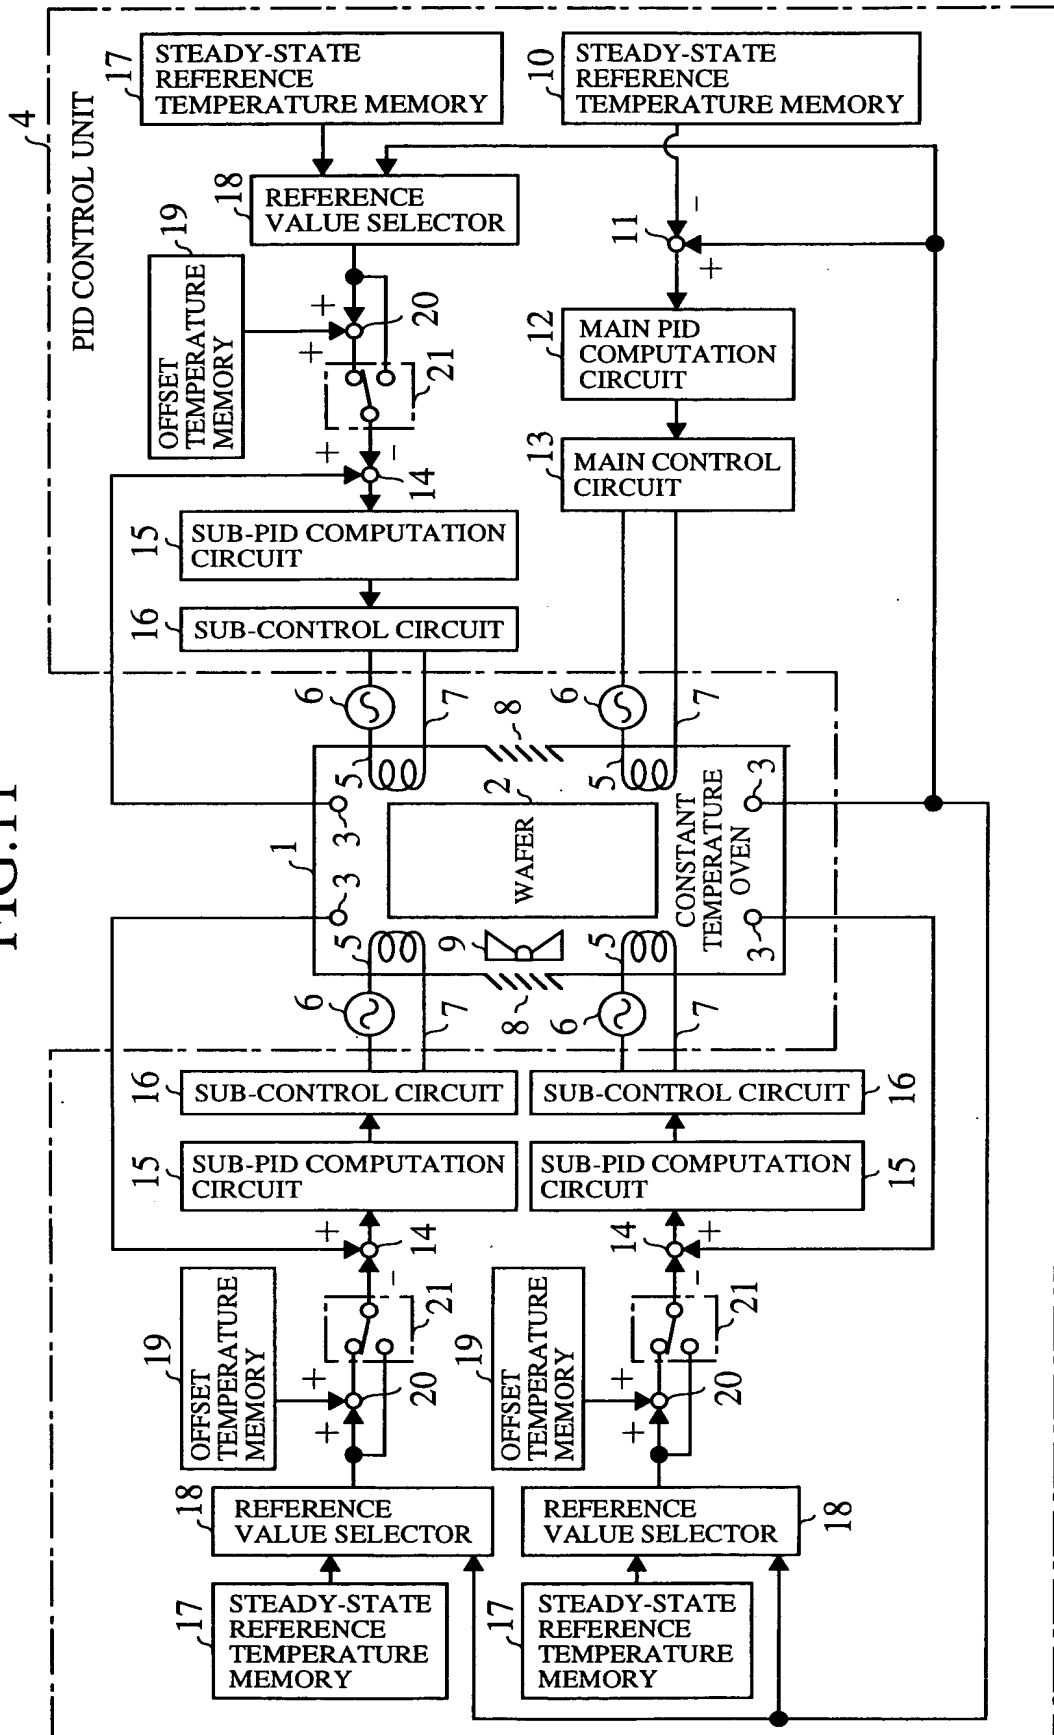 FIG.11
4
PID CONTROL UNIT
17
STEADY-STATE
REFERENCE
TEMPERATURE MEMORY
10
STEADY-STATE
REFERENCE
TEMPERATURE MEMORY
18
REFERENCE
VALUE SELECTOR
19
OFFSET
TEMPERATURE
MEMORY
+
+
20
21
+
-
14
11
-
+
12
MAIN PID
COMPUTATION
CIRCUIT
13
MAIN CONTROL
CIRCUIT
15
SUB-PID COMPUTATION
CIRCUIT
16
SUB-CONTROL CIRCUIT
6
7
6
7
5
8
5
1
3
3
2
WAFER
CONSTANT
TEMPERATURE
OVEN
3
3
5
9
5
6
7
8
6
7
16
SUB-CONTROL CIRCUIT
SUB-CONTROL CIRCUIT
16
15
SUB-PID COMPUTATION
CIRCUIT
SUB-PID COMPUTATION
CIRCUIT
15
+
14
-
14
+
-
19
OFFSET
TEMPERATURE
MEMORY
21
+
+
20
19
OFFSET
TEMPERATURE
MEMORY
21
+
+
20
18
REFERENCE
VALUE SELECTOR
REFERENCE
VALUE SELECTOR
18
17
STEADY-STATE
REFERENCE
TEMPERATURE
MEMORY
17
STEADY-STATE
REFERENCE
TEMPERATURE
MEMORY